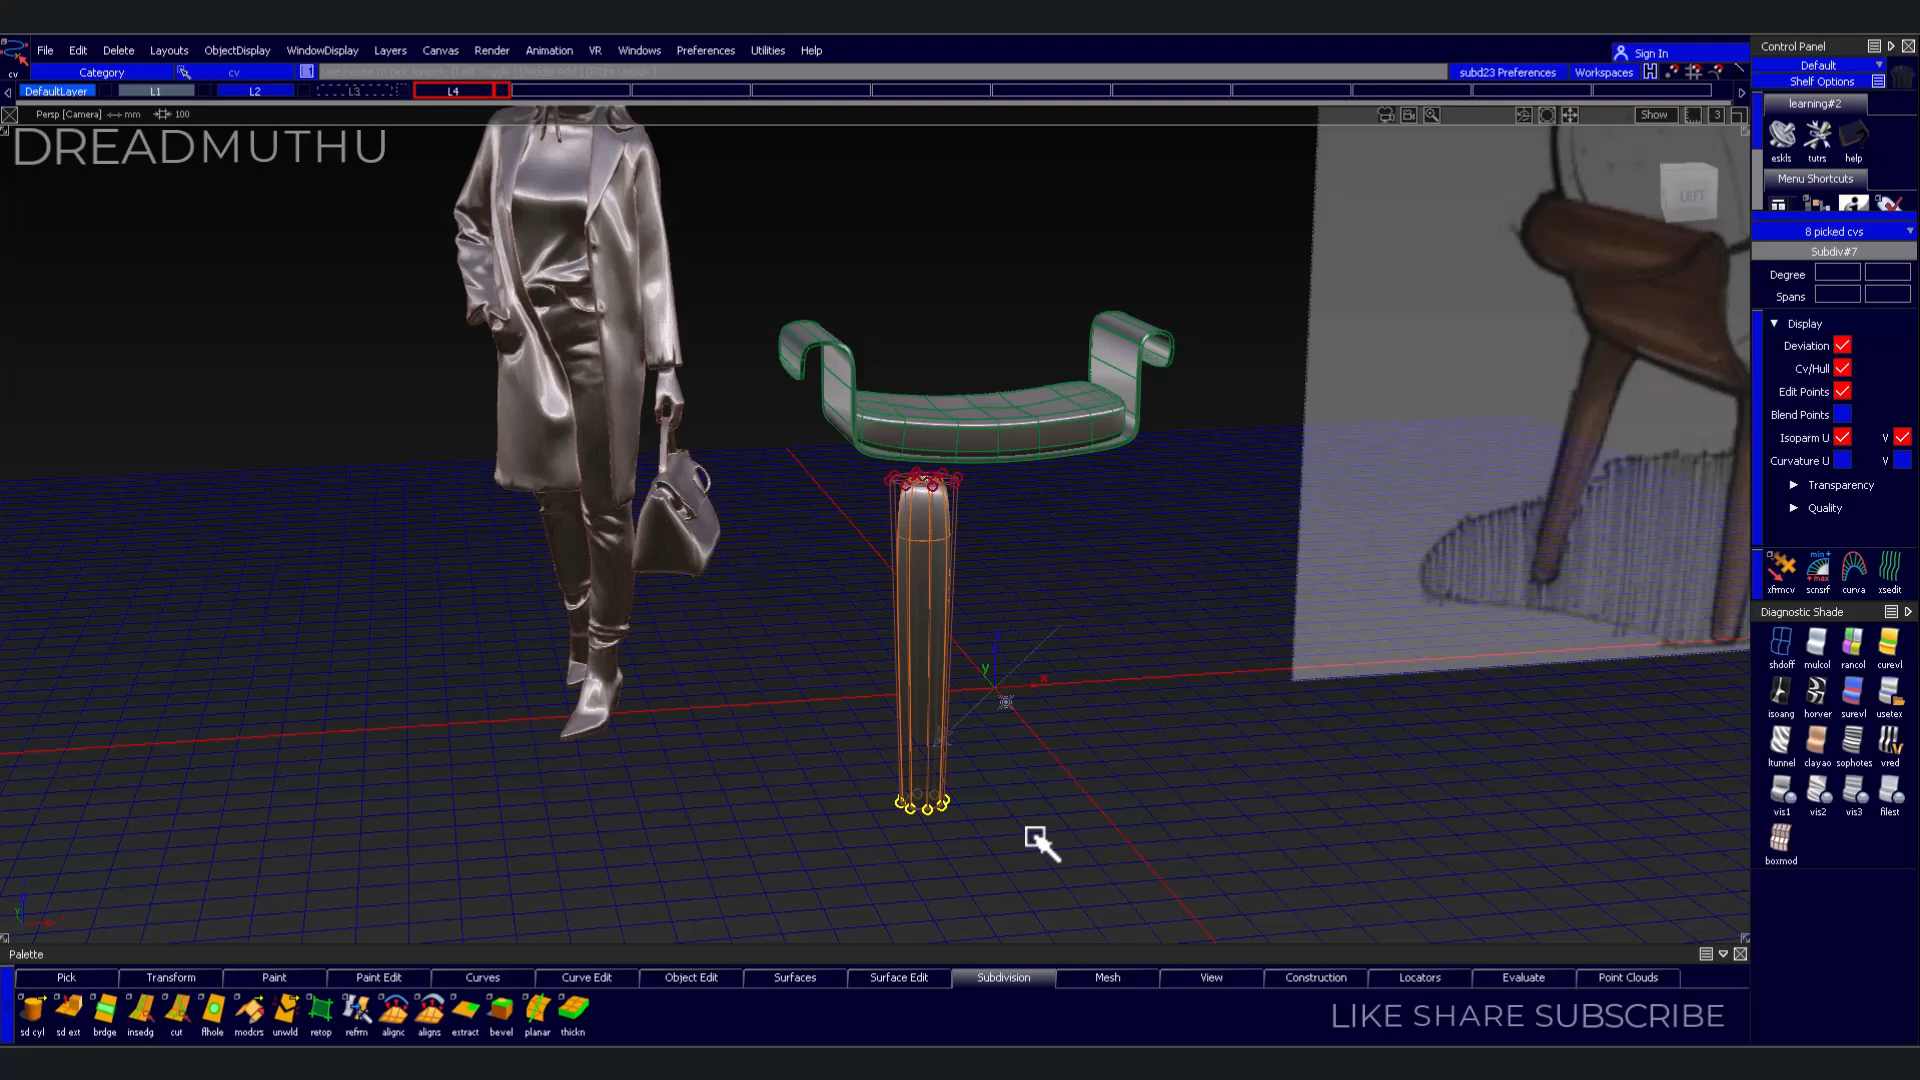 File Edit Delete Layouts ObjectDisplay WindowDisplay Layers Canvas Render Animation VR Windows Preferences Utilities Help
Sign In
cv
Category
cv
subd23 Preferences
Workspaces
DefaultLayer
L1
L2
L3
L4
Persp [Camera]
mm
100
Show
3
DREADMUTHU
LEFT
Y
X
Control Panel
Default
Shelf Options
learning#2
eskls tutrs help
Menu Shortcuts
8 picked cvs
Subdiv#7
Degree
Spans
Display
Deviation
Cv/Hull
Edit Points
Blend Points
Isoparm U V
Curvature U V
Transparency
Quality
xfrmcv scnsrf curva xsedit
Diagnostic Shade
shdoff mulcol rancol curevl
isoang horver surevl usetex
ltunnel clayao sophotes vred
vis1 vis2 vis3 filest
boxmod
Palette
Pick Transform Paint Paint Edit Curves Curve Edit Object Edit Surfaces Surface Edit Subdivision Mesh View Construction Locators Evaluate Point Clouds
sd cyl sd ext brdge insedg cut flhole modcrs unwld retop refrm alignc aligns extract bevel planar thickn
LIKE SHARE SUBSCRIBE